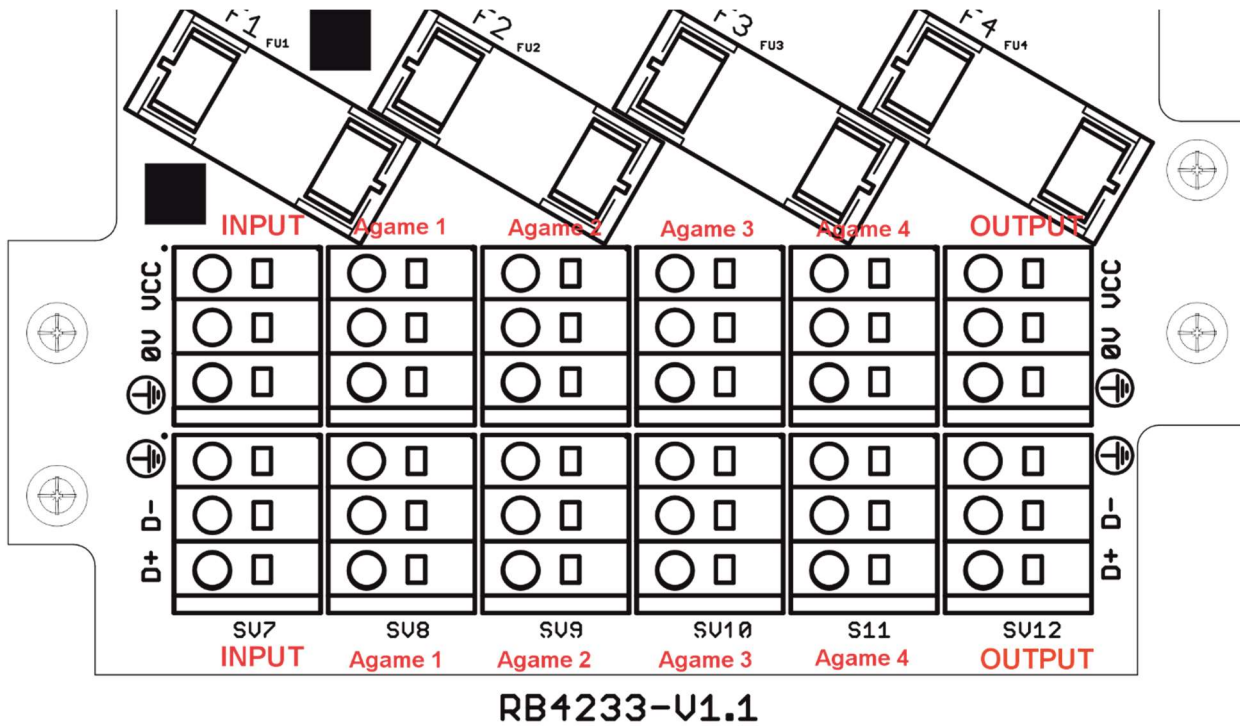 F1 F2 F3 F4
FU1 FU2 FU3 FU4
INPUT Agame 1 Agame 2 Agame 3 Agame 4 OUTPUT
VCC VCC
0V 0V
D- D-
D+ D+
SV7 SV8 SV9 SV10 S11 SV12
INPUT Agame 1 Agame 2 Agame 3 Agame 4 OUTPUT
RB4233-V1.1